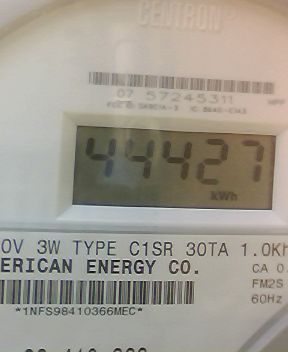 CENTRON
07 57245311
44427
kWh
0V 3W TYPE C1SR 30TA 1.0Kh
ERICAN ENERGY CO.
CA 0.
FM2S
60Hz
*1NFS98410366MEC*